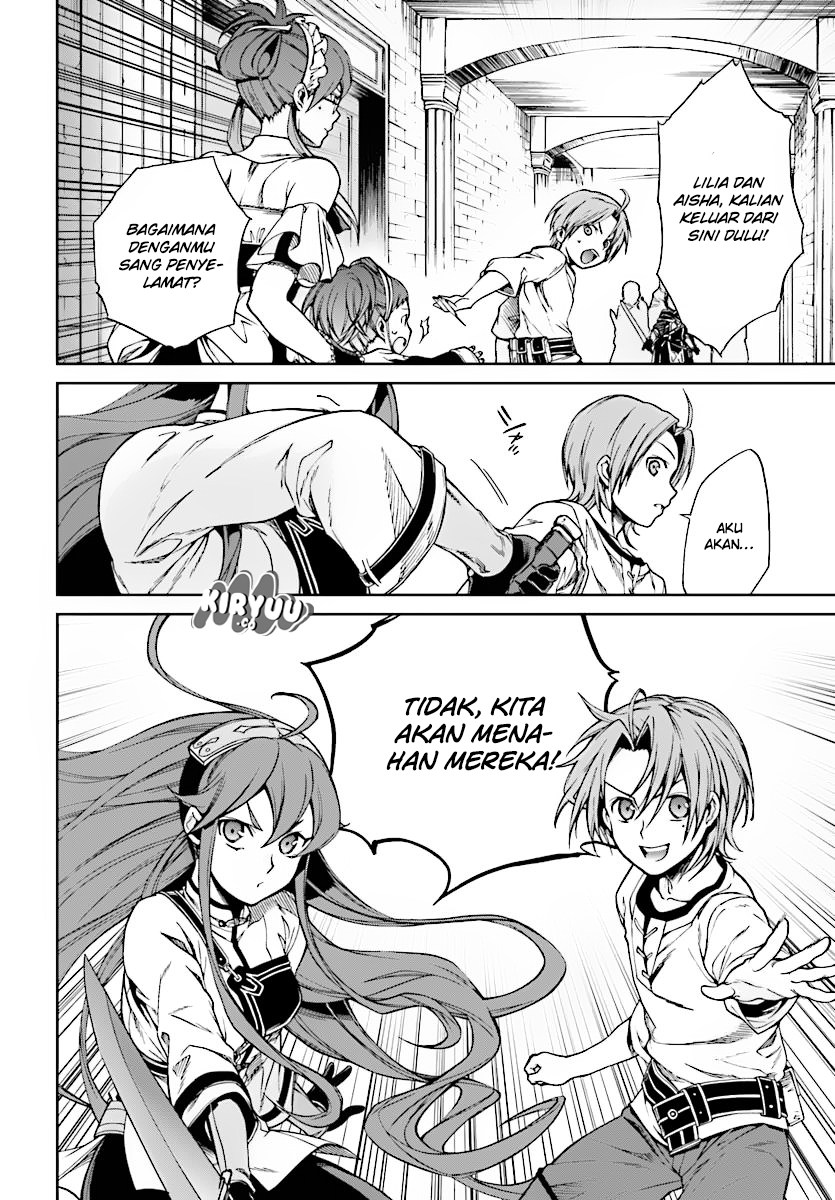 LILIA DAN
AISHA, KALIAN
KELUAR DARI
SINI DULU!
BAGAIMANA
DENGANMU
SANG PENYE-
LAMAT?
AKU
AKAN...
KIRYUU
.CO
TIDAK, KITA
AKAN MENA-
HAN MEREKA!